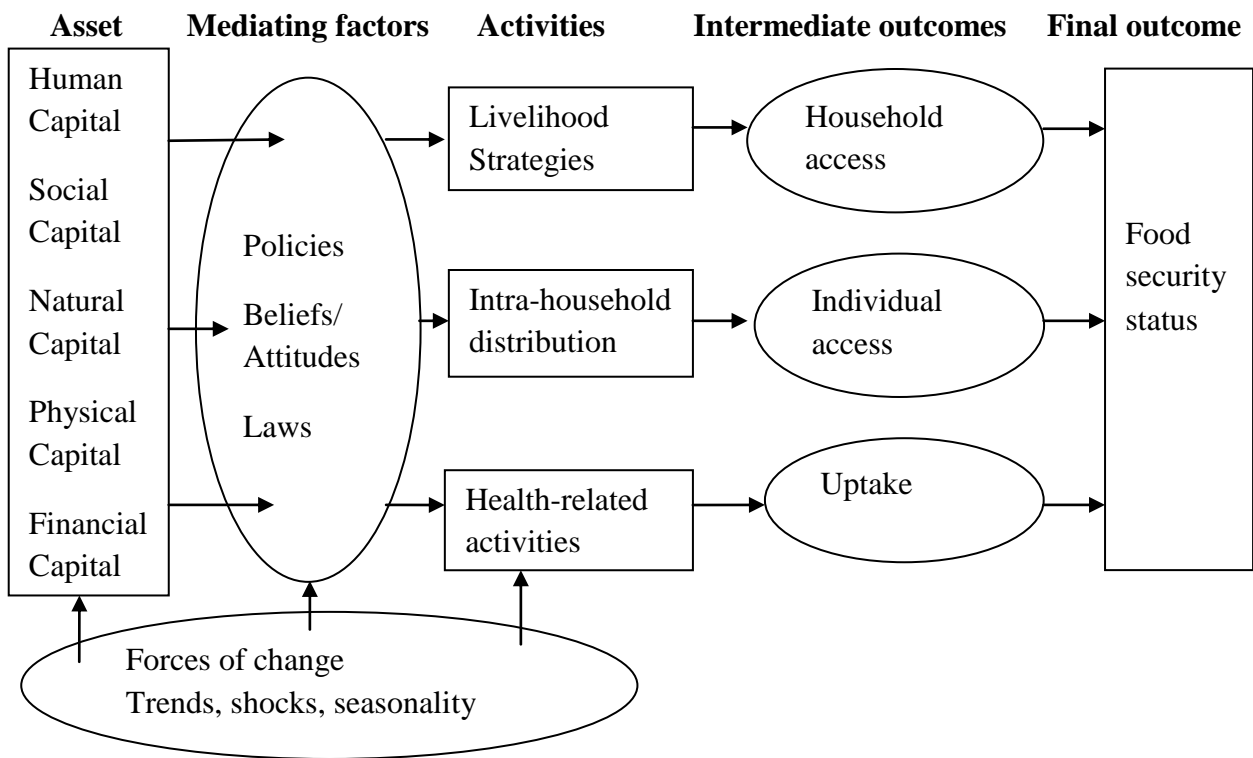 Asset
Mediating factors
Activities
Intermediate outcomes
Final outcome
Human
Capital
Social
Capital
Natural
Capital
Physical
Capital
Financial
Capital
Policies
Beliefs/
Attitudes
Laws
Livelihood
Strategies
Intra-household
distribution
Health-related
activities
Household
access
Individual
access
Uptake
Food
security
status
Forces of change
Trends, shocks, seasonality